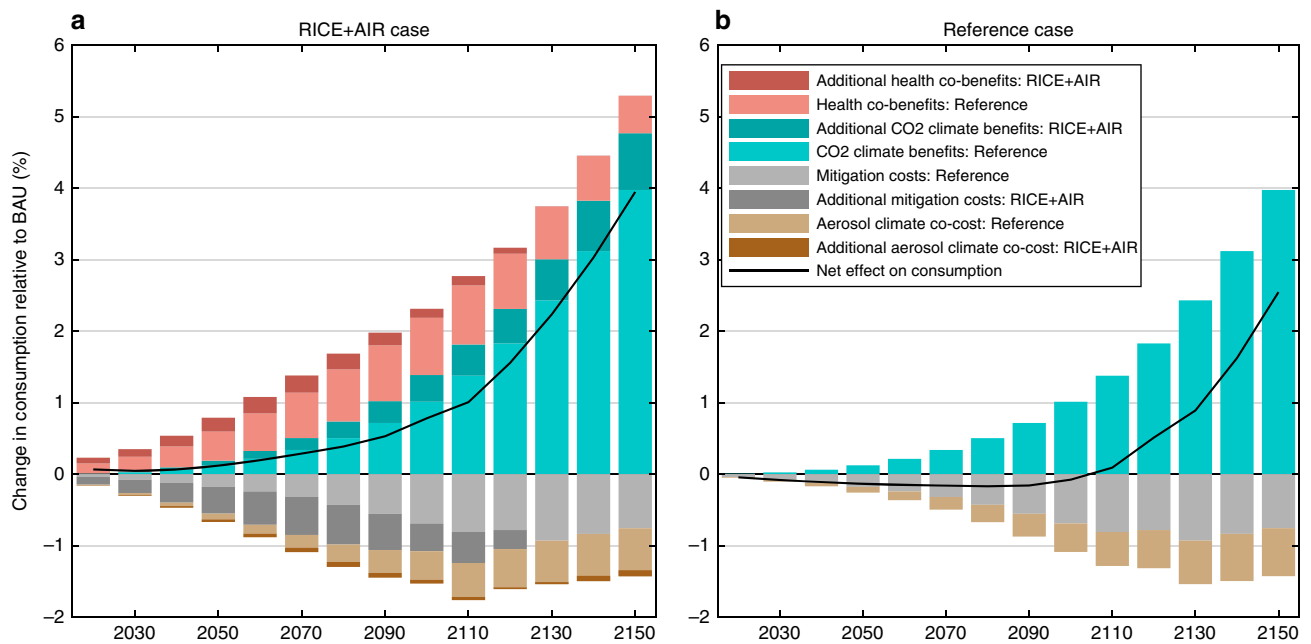 a
RICE+AIR case
b
Reference case
Change in consumption relative to BAU (%)
6
5
4
3
2
1
0
−1
−2
2030
2050
2070
2090
2110
2130
2150
6
5
4
3
2
1
0
−1
−2
2030
2050
2070
2090
2110
2130
2150
Additional health co-benefits: RICE+AIR
Health co-benefits: Reference
Additional CO2 climate benefits: RICE+AIR
CO2 climate benefits: Reference
Mitigation costs: Reference
Additional mitigation costs: RICE+AIR
Aerosol climate co-cost: Reference
Additional aerosol climate co-cost: RICE+AIR
Net effect on consumption